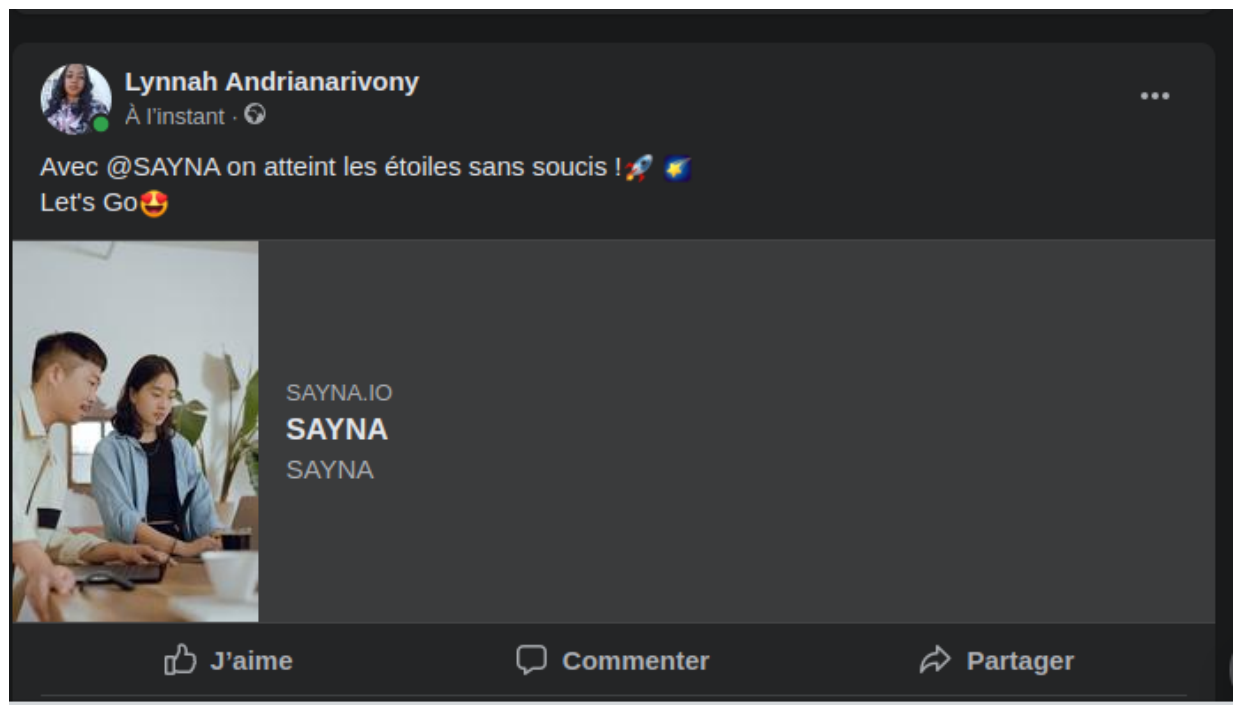 Lynnah Andrianarivony
À l'instant ·
Avec @SAYNA on atteint les étoiles sans soucis !🚀 🌠
Let's Go🤩
SAYNA.IO
SAYNA
SAYNA
J'aime
Commenter
Partager